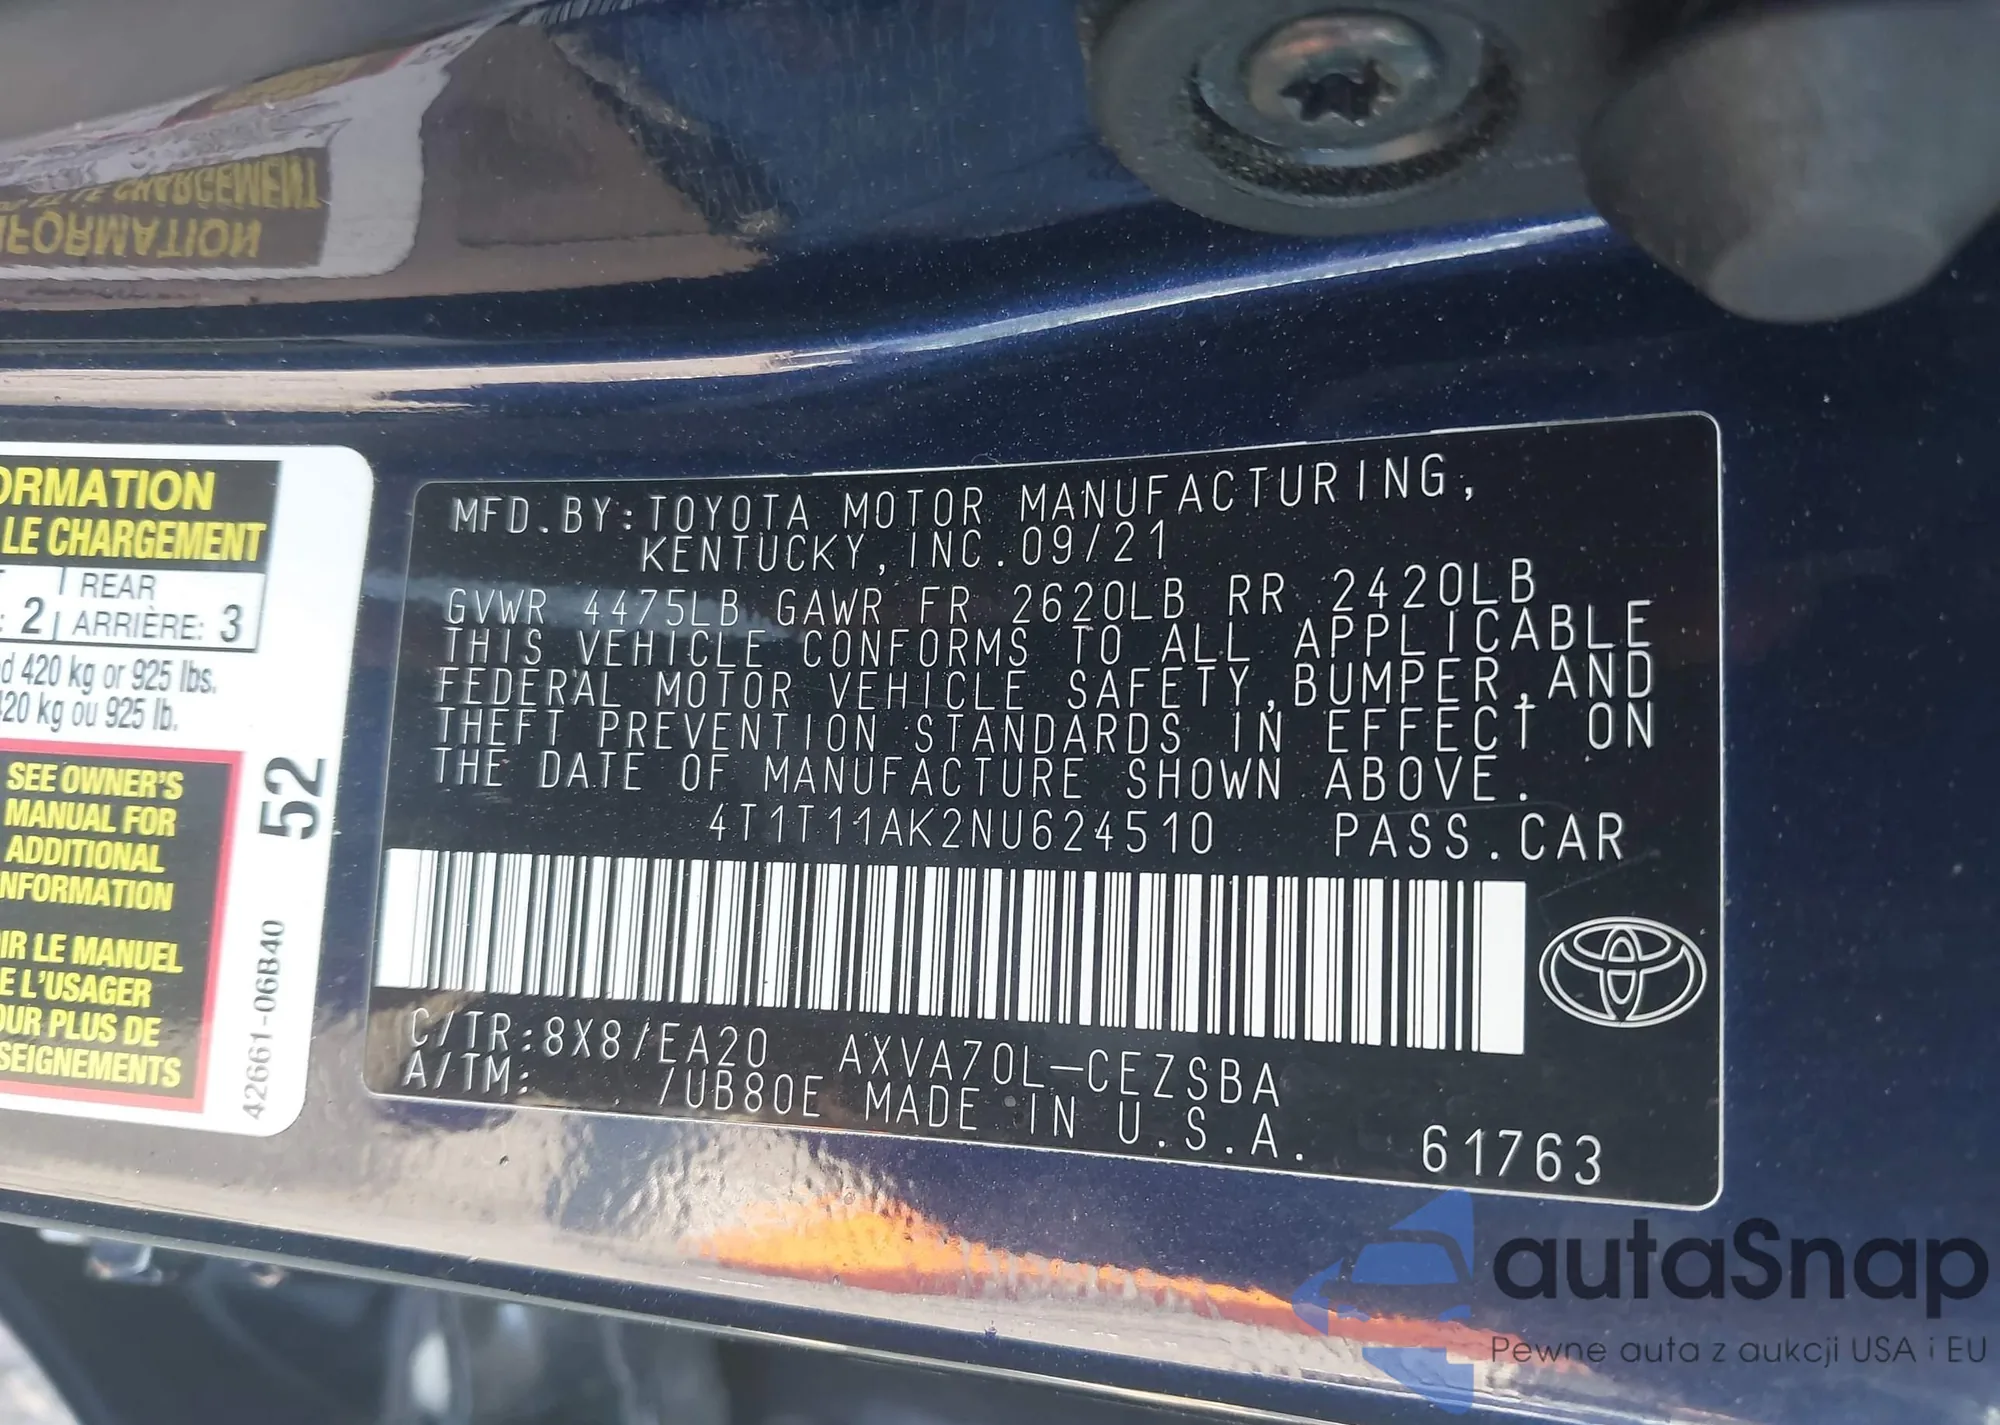 CHARGEMENT
INFORMATION
ORMATION
LE CHARGEMENT
REAR
: 2 ARRIÈRE: 3
d 420 kg or 925 lbs.
420 kg ou 925 lb.
SEE OWNER'S
MANUAL FOR
ADDITIONAL
NFORMATION
IR LE MANUEL
E L'USAGER
OUR PLUS DE
SEIGNEMENTS
52
42661-06B40
MFD.BY:TOYOTA MOTOR MANUFACTURING,
KENTUCKY,INC.09/21
GVWR 4475LB GAWR FR 2620LB RR 2420LB
THIS VEHICLE CONFORMS TO ALL APPLICABLE
FEDERAL MOTOR VEHICLE SAFETY,BUMPER,AND
THEFT PREVENTION STANDARDS IN EFFECT ON
THE DATE OF MANUFACTURE SHOWN ABOVE.
4T1T11AK2NU624510 PASS.CAR
C/TR:8X8/EA20 AXVA70L-CEZSBA
A/TM: /UB80E MADE IN U.S.A.
61763
autaSnap
Pewne auta z aukcji USA i EU